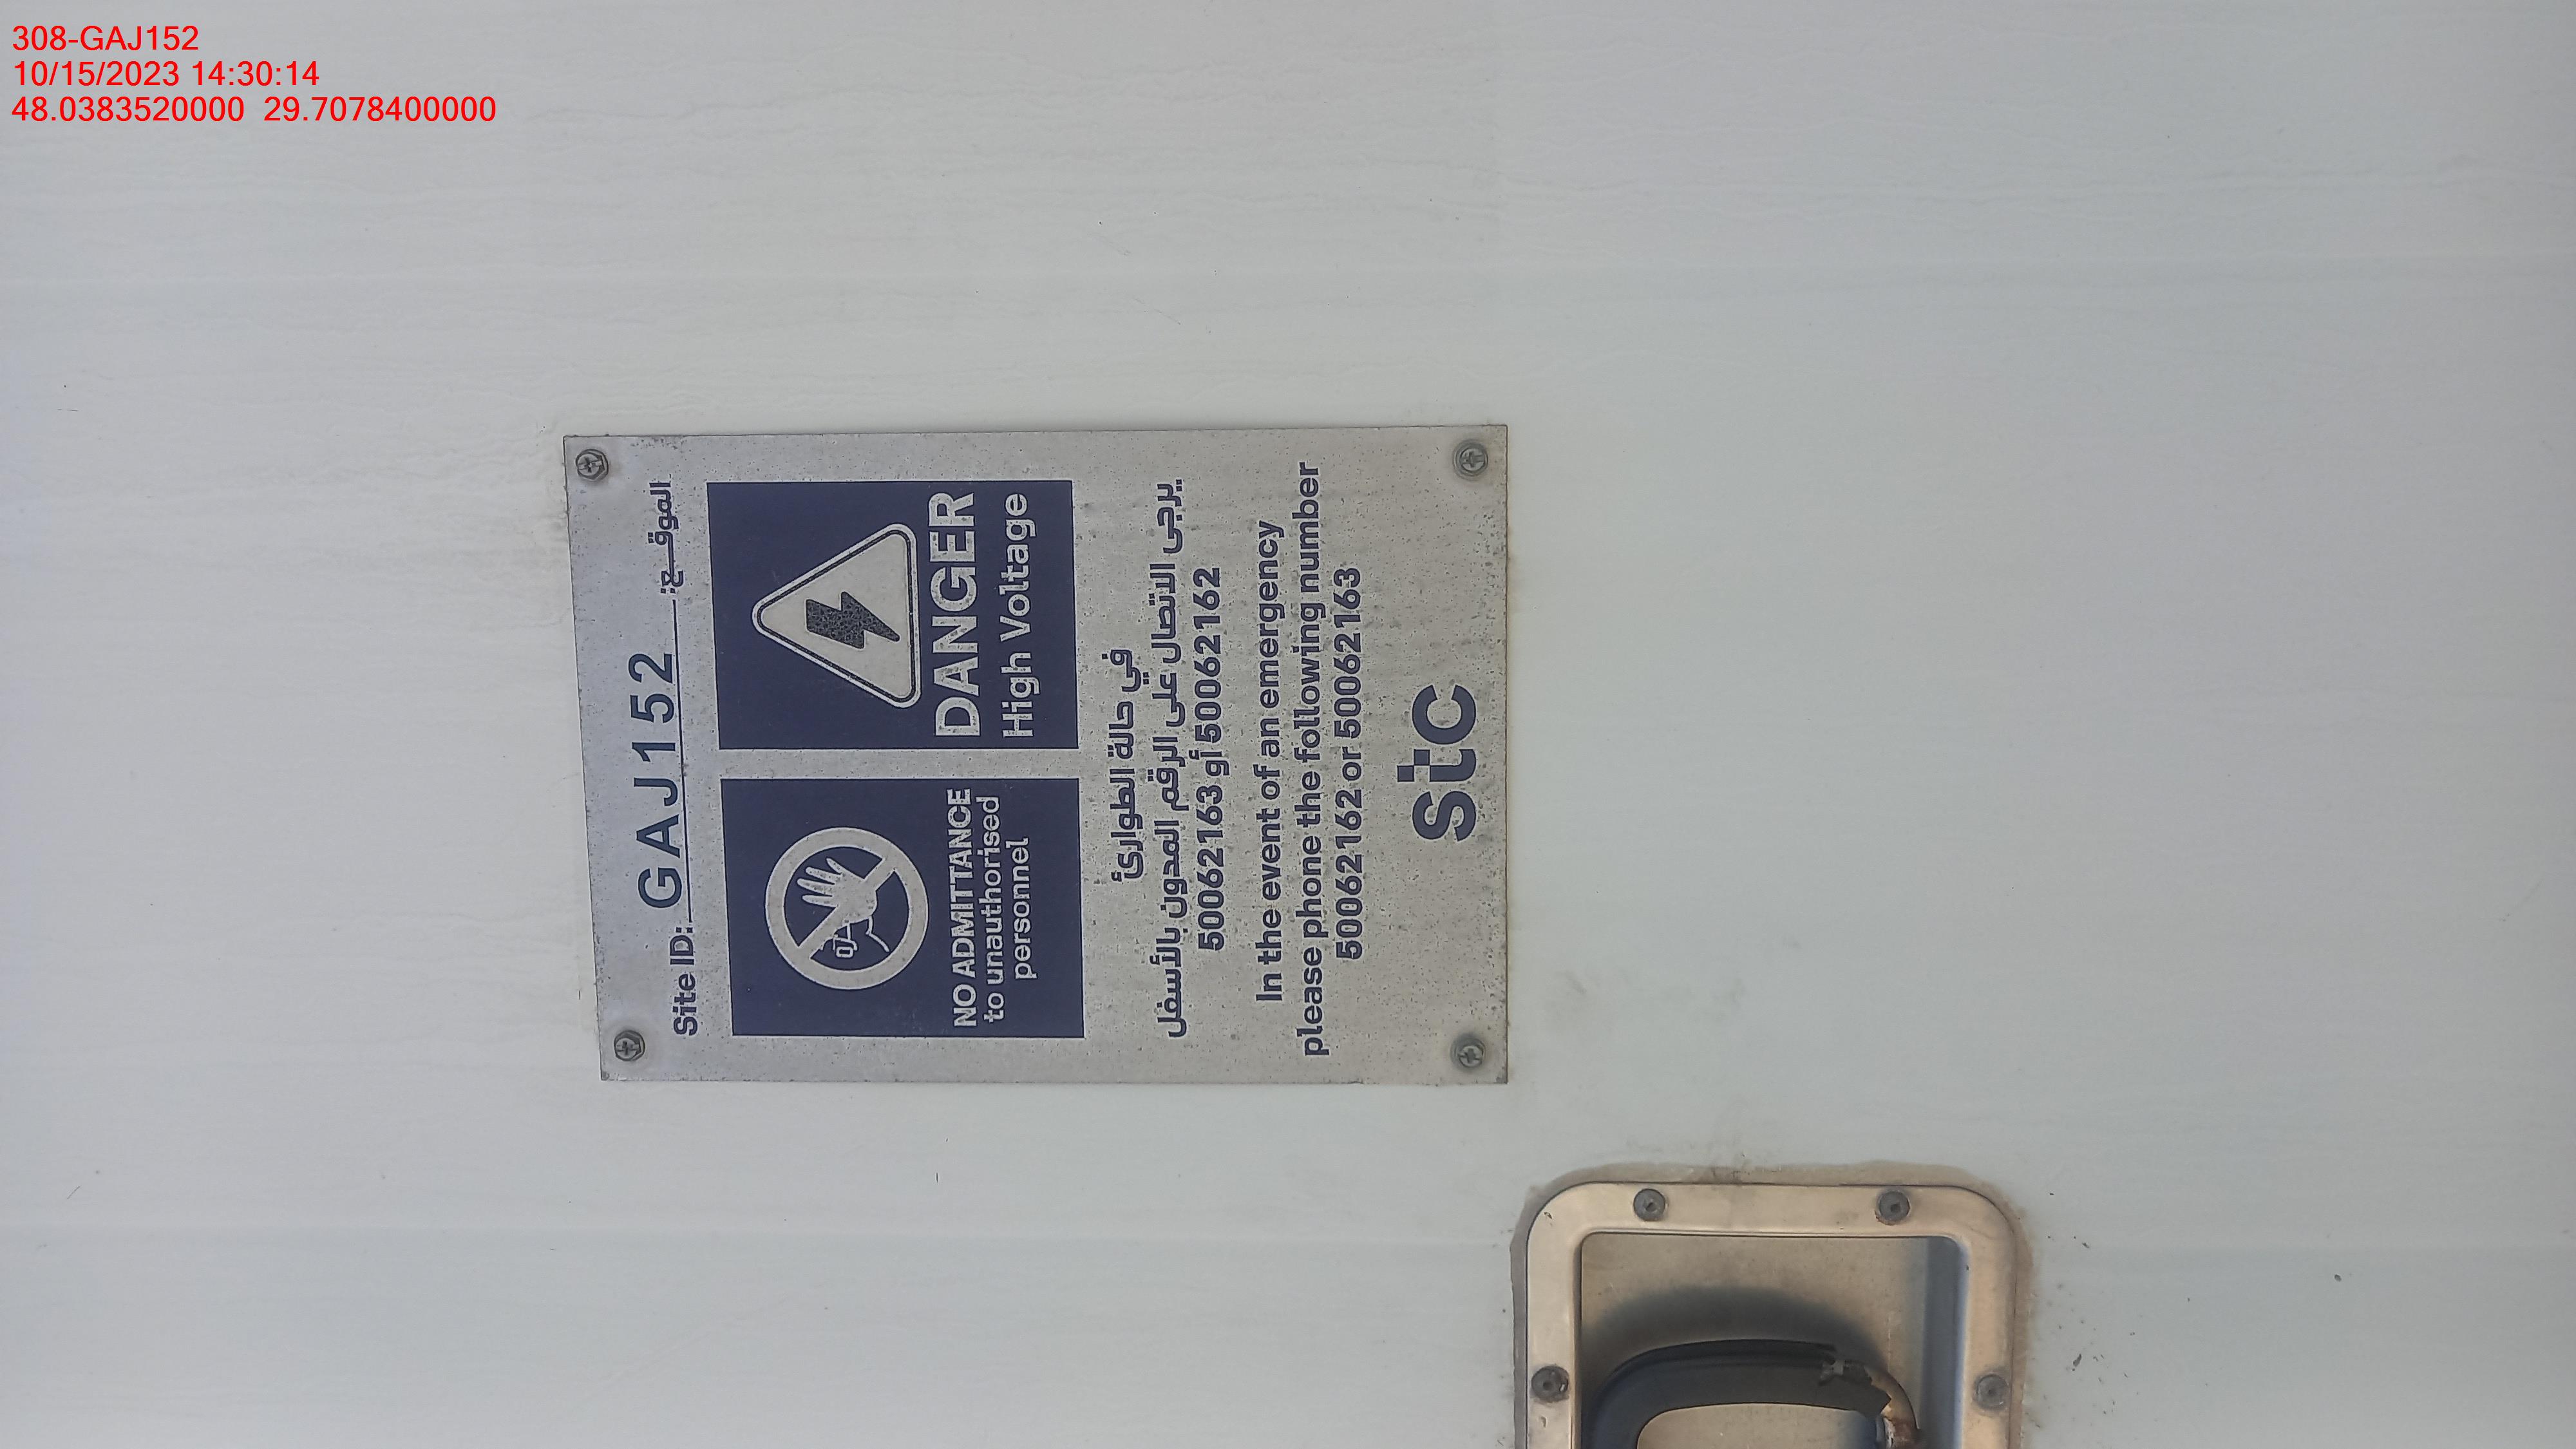 308-GAJ152
10/15/2023 14:30:14
48.0383520000 29.7078400000
Site ID: GAJ152 الموقـــع:
NO ADMITTANCE
to unauthorised
personnel
DANGER
High Voltage
في حالة الطوارئ
يرجى الاتصال على الرقم المدون بالأسفل
50062163 أو 50062162
In the event of an emergency
please phone the following number
50062162 or 50062163
stc